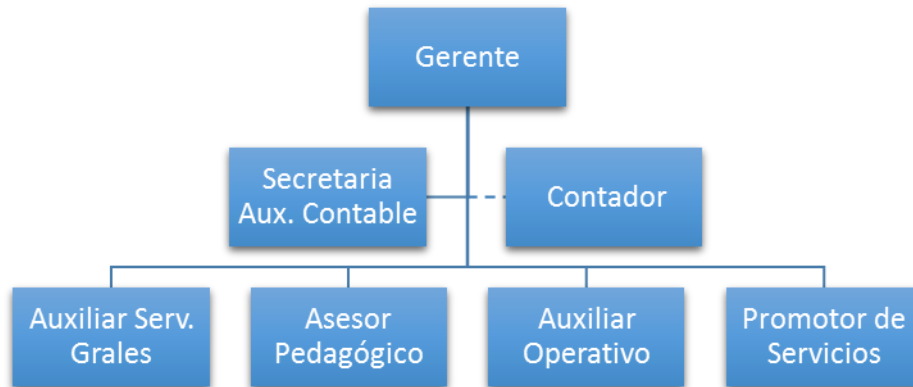 Gerente
Secretaria
Aux. Contable
Contador
Auxiliar Serv.
Grales
Asesor
Pedagógico
Auxiliar
Operativo
Promotor de
Servicios